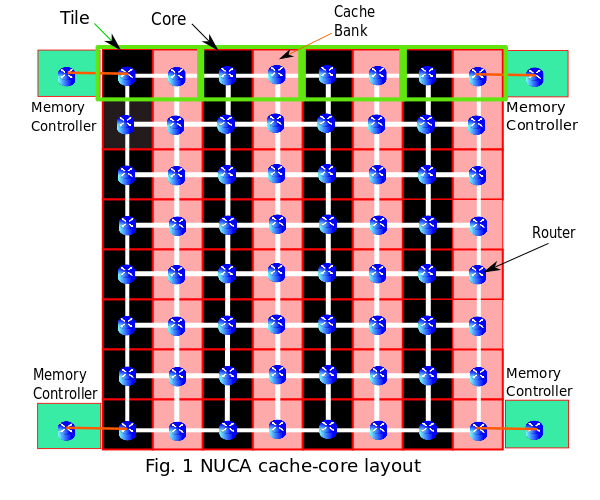 Tile
Core
Cache
Bank
Memory
Controller
Memory
Controller
Router
Memory
Controller
Memory
Controller
Fig. 1 NUCA cache-core layout